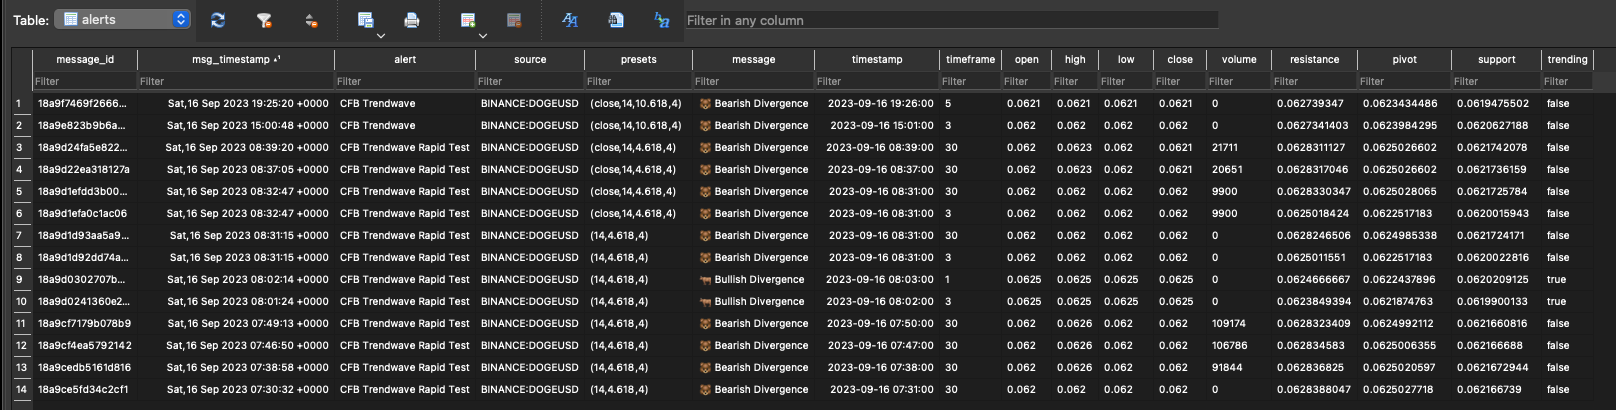 Table: alerts Filter in any column
message_id msg_timestamp ▴1 alert source presets message timestamp timeframe open high low close volume resistance pivot support trending
Filter Filter Filter Filter Filter Filter Filter Filter Filter Filter Filter Filter Filter Filter Filter Filter Filter
1 18a9f7469f2666... Sat,16 Sep 2023 19:25:20 +0000 CFB Trendwave BINANCE:DOGEUSD (close,14,10.618,4) 🐻 Bearish Divergence 2023-09-16 19:26:00 5 0.0621 0.0621 0.0621 0.0621 0 0.062739347 0.0623434486 0.0619475502 false
2 18a9e823b9b6a... Sat,16 Sep 2023 15:00:48 +0000 CFB Trendwave BINANCE:DOGEUSD (close,14,10.618,4) 🐻 Bearish Divergence 2023-09-16 15:01:00 3 0.062 0.062 0.062 0.062 0 0.0627341403 0.0623984295 0.0620627188 false
3 18a9d24fa5e822... Sat,16 Sep 2023 08:39:20 +0000 CFB Trendwave Rapid Test BINANCE:DOGEUSD (close,14,4.618,4) 🐻 Bearish Divergence 2023-09-16 08:39:00 30 0.062 0.0623 0.062 0.0621 21711 0.0628311127 0.0625026602 0.0621742078 false
4 18a9d22ea318127a Sat,16 Sep 2023 08:37:05 +0000 CFB Trendwave Rapid Test BINANCE:DOGEUSD (close,14,4.618,4) 🐻 Bearish Divergence 2023-09-16 08:37:00 30 0.062 0.0623 0.062 0.0621 20651 0.0628317046 0.0625026602 0.0621736159 false
5 18a9d1efdd3b00... Sat,16 Sep 2023 08:32:47 +0000 CFB Trendwave Rapid Test BINANCE:DOGEUSD (close,14,4.618,4) 🐻 Bearish Divergence 2023-09-16 08:31:00 30 0.062 0.062 0.062 0.062 9900 0.0628330347 0.0625028065 0.0621725784 false
6 18a9d1efa0c1ac06 Sat,16 Sep 2023 08:32:47 +0000 CFB Trendwave Rapid Test BINANCE:DOGEUSD (close,14,4.618,4) 🐻 Bearish Divergence 2023-09-16 08:31:00 3 0.062 0.062 0.062 0.062 9900 0.0625018424 0.0622517183 0.0620015943 false
7 18a9d1d93aa5a9... Sat,16 Sep 2023 08:31:15 +0000 CFB Trendwave Rapid Test BINANCE:DOGEUSD (14,4.618,4) 🐻 Bearish Divergence 2023-09-16 08:31:00 30 0.062 0.062 0.062 0.062 0 0.0628246506 0.0624985338 0.0621724171 false
8 18a9d1d92dd74a... Sat,16 Sep 2023 08:31:15 +0000 CFB Trendwave Rapid Test BINANCE:DOGEUSD (14,4.618,4) 🐻 Bearish Divergence 2023-09-16 08:31:00 3 0.062 0.062 0.062 0.062 0 0.0625011551 0.0622517183 0.0620022816 false
9 18a9d0302707b... Sat,16 Sep 2023 08:02:14 +0000 CFB Trendwave Rapid Test BINANCE:DOGEUSD (14,4.618,4) 🐂 Bullish Divergence 2023-09-16 08:03:00 1 0.0625 0.0625 0.0625 0.0625 0 0.0624666667 0.0622437896 0.0620209125 true
10 18a9d0241360e2... Sat,16 Sep 2023 08:01:24 +0000 CFB Trendwave Rapid Test BINANCE:DOGEUSD (14,4.618,4) 🐂 Bullish Divergence 2023-09-16 08:02:00 3 0.0625 0.0625 0.0625 0.0625 0 0.0623849394 0.0621874763 0.0619900133 true
11 18a9cf7179b078b9 Sat,16 Sep 2023 07:49:13 +0000 CFB Trendwave Rapid Test BINANCE:DOGEUSD (14,4.618,4) 🐻 Bearish Divergence 2023-09-16 07:50:00 30 0.062 0.0626 0.062 0.062 109174 0.0628323409 0.0624992112 0.0621660816 false
12 18a9cf4ea5792142 Sat,16 Sep 2023 07:46:50 +0000 CFB Trendwave Rapid Test BINANCE:DOGEUSD (14,4.618,4) 🐻 Bearish Divergence 2023-09-16 07:47:00 30 0.062 0.0626 0.062 0.062 106786 0.062834583 0.0625006355 0.062166688 false
13 18a9cedb5161d816 Sat,16 Sep 2023 07:38:58 +0000 CFB Trendwave Rapid Test BINANCE:DOGEUSD (14,4.618,4) 🐻 Bearish Divergence 2023-09-16 07:38:00 30 0.062 0.0626 0.062 0.062 91844 0.062836825 0.0625020597 0.0621672944 false
14 18a9ce5fd34c2cf1 Sat,16 Sep 2023 07:30:32 +0000 CFB Trendwave Rapid Test BINANCE:DOGEUSD (14,4.618,4) 🐻 Bearish Divergence 2023-09-16 07:31:00 30 0.062 0.062 0.062 0.062 0 0.0628388047 0.0625027718 0.062166739 false